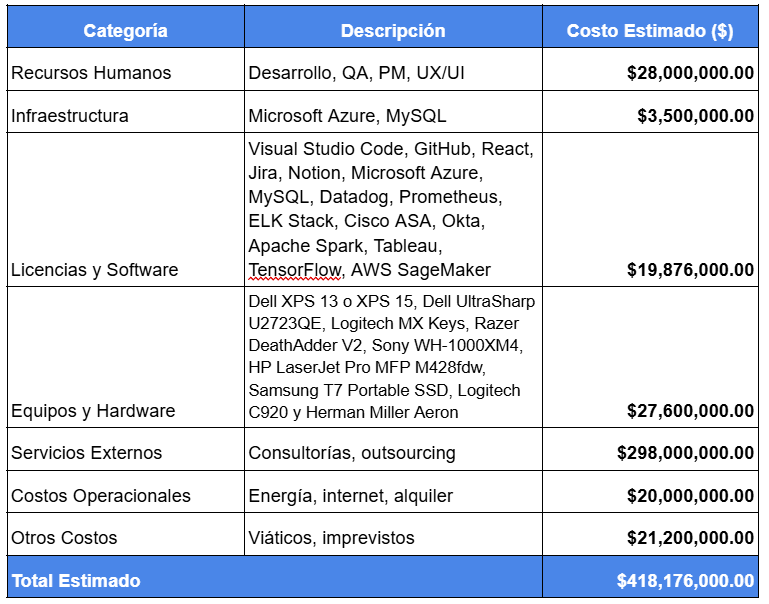 Categoría Descripción Costo Estimado ($)
Recursos Humanos Desarrollo, QA, PM, UX/UI $28,000,000.00
Infraestructura Microsoft Azure, MySQL $3,500,000.00
Visual Studio Code, GitHub, React,
Jira, Notion, Microsoft Azure,
MySQL, Datadog, Prometheus,
ELK Stack, Cisco ASA, Okta,
Apache Spark, Tableau,
Licencias y Software TensorFlow, AWS SageMaker $19,876,000.00
Dell XPS 13 o XPS 15, Dell UltraSharp
U2723QE, Logitech MX Keys, Razer
DeathAdder V2, Sony WH-1000XM4,
HP LaserJet Pro MFP M428fdw,
Samsung T7 Portable SSD, Logitech
Equipos y Hardware C920 y Herman Miller Aeron $27,600,000.00
Servicios Externos Consultorías, outsourcing $298,000,000.00
Costos Operacionales Energía, internet, alquiler $20,000,000.00
Otros Costos Viáticos, imprevistos $21,200,000.00
Total Estimado $418,176,000.00